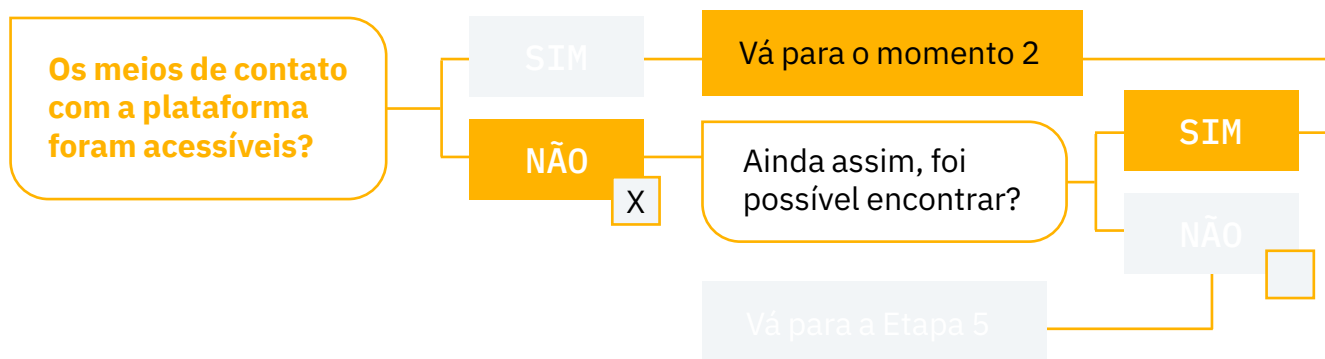 Os meios de contato
com a plataforma
foram acessíveis?
SIM
Vá para o momento 2
NÃO
X
Ainda assim, foi
possível encontrar?
SIM
NÃO
Vá para a Etapa 5